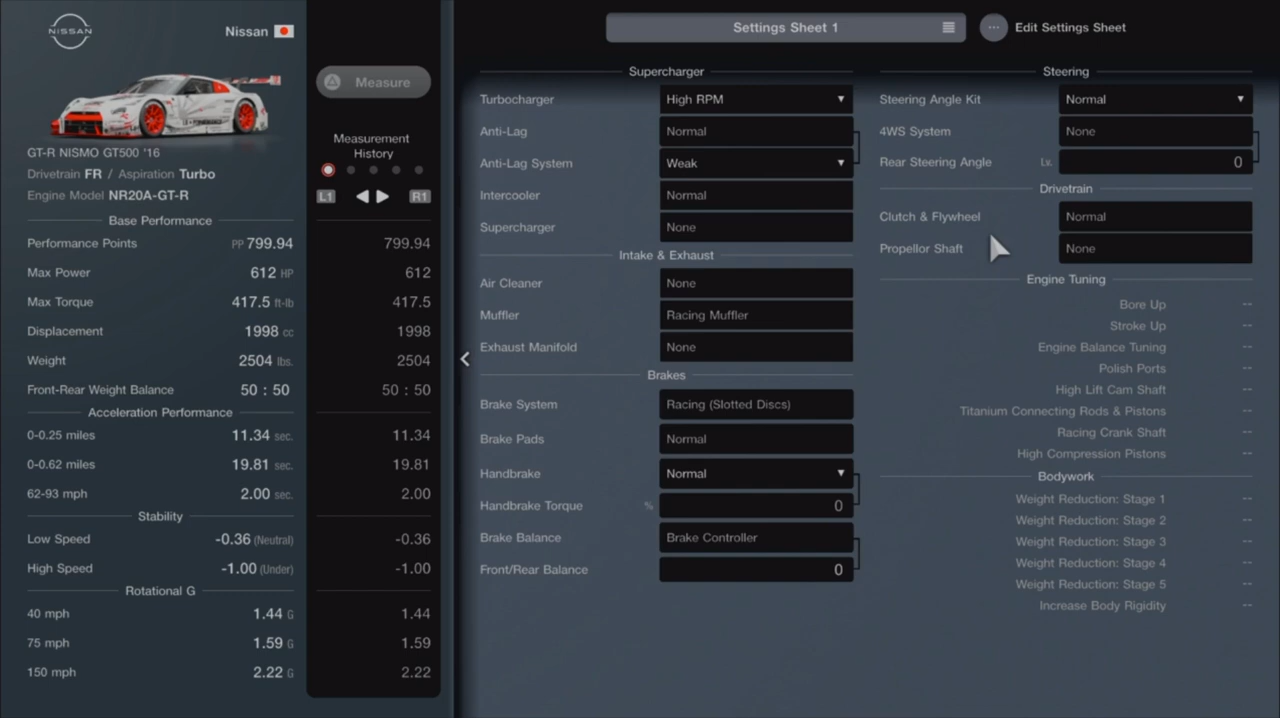 NISSAN
Nissan
GT-R NISMO GT500 '16
Drivetrain FR / Aspiration Turbo
Engine Model NR20A-GT-R
Base Performance
Performance Points PP 799.94
Max Power 612 HP
Max Torque 417.5 ft-lb
Displacement 1998 cc
Weight 2504 lbs.
Front-Rear Weight Balance 50 : 50
Acceleration Performance
0-0.25 miles 11.34 sec.
0-0.62 miles 19.81 sec.
62-93 mph 2.00 sec.
Stability
Low Speed -0.36 (Neutral)
High Speed -1.00 (Under)
Rotational G
40 mph 1.44 G
75 mph 1.59 G
150 mph 2.22 G
Measure
Measurement
History
L1 R1
799.94
612
417.5
1998
2504
50 : 50
11.34
19.81
2.00
-0.36
-1.00
1.44
1.59
2.22
Settings Sheet 1
Edit Settings Sheet
Supercharger
Turbocharger High RPM
Anti-Lag Normal
Anti-Lag System Weak
Intercooler Normal
Supercharger None
Intake & Exhaust
Air Cleaner None
Muffler Racing Muffler
Exhaust Manifold None
Brakes
Brake System Racing (Slotted Discs)
Brake Pads Normal
Handbrake Normal
Handbrake Torque % 0
Brake Balance Brake Controller
Front/Rear Balance 0
Steering
Steering Angle Kit Normal
4WS System None
Rear Steering Angle Lv. 0
Drivetrain
Clutch & Flywheel Normal
Propellor Shaft None
Engine Tuning
Bore Up --
Stroke Up --
Engine Balance Tuning --
Polish Ports --
High Lift Cam Shaft --
Titanium Connecting Rods & Pistons --
Racing Crank Shaft --
High Compression Pistons --
Bodywork
Weight Reduction: Stage 1 --
Weight Reduction: Stage 2 --
Weight Reduction: Stage 3 --
Weight Reduction: Stage 4 --
Weight Reduction: Stage 5 --
Increase Body Rigidity --